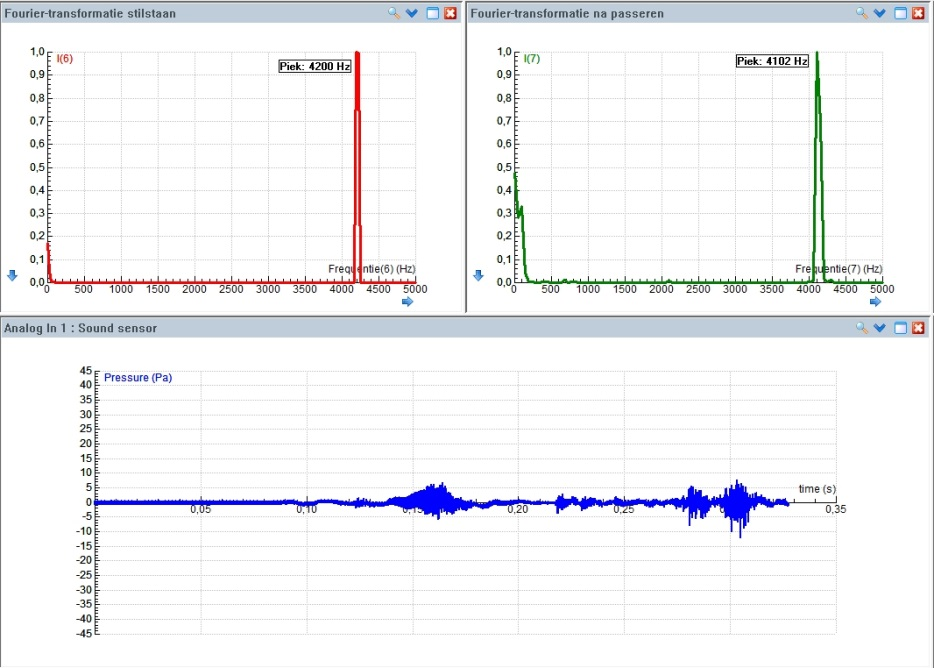 Fourier-transformatie stilstaan
1,0
I(6)
Piek: 4200 Hz
0,9
0,8
0,7
0,6
0,5
0,4
0,3
0,2
0,1
0,0
Frequentie(6) (Hz)
0 500 1000 1500 2000 2500 3000 3500 4000 4500 5000
Fourier-transformatie na passeren
1,0
I(7)
Piek: 4102 Hz
0,9
0,8
0,7
0,6
0,5
0,4
0,3
0,2
0,1
0,0
Frequentie(7) (Hz)
0 500 1000 1500 2000 2500 3000 3500 4000 4500 5000
Analog In 1 : Sound sensor
45
Pressure (Pa)
40
35
30
25
20
15
10
5
0
time (s)
0,05 0,10 0,20 0,25 0,35
-5
-10
-15
-20
-25
-30
-35
-40
-45